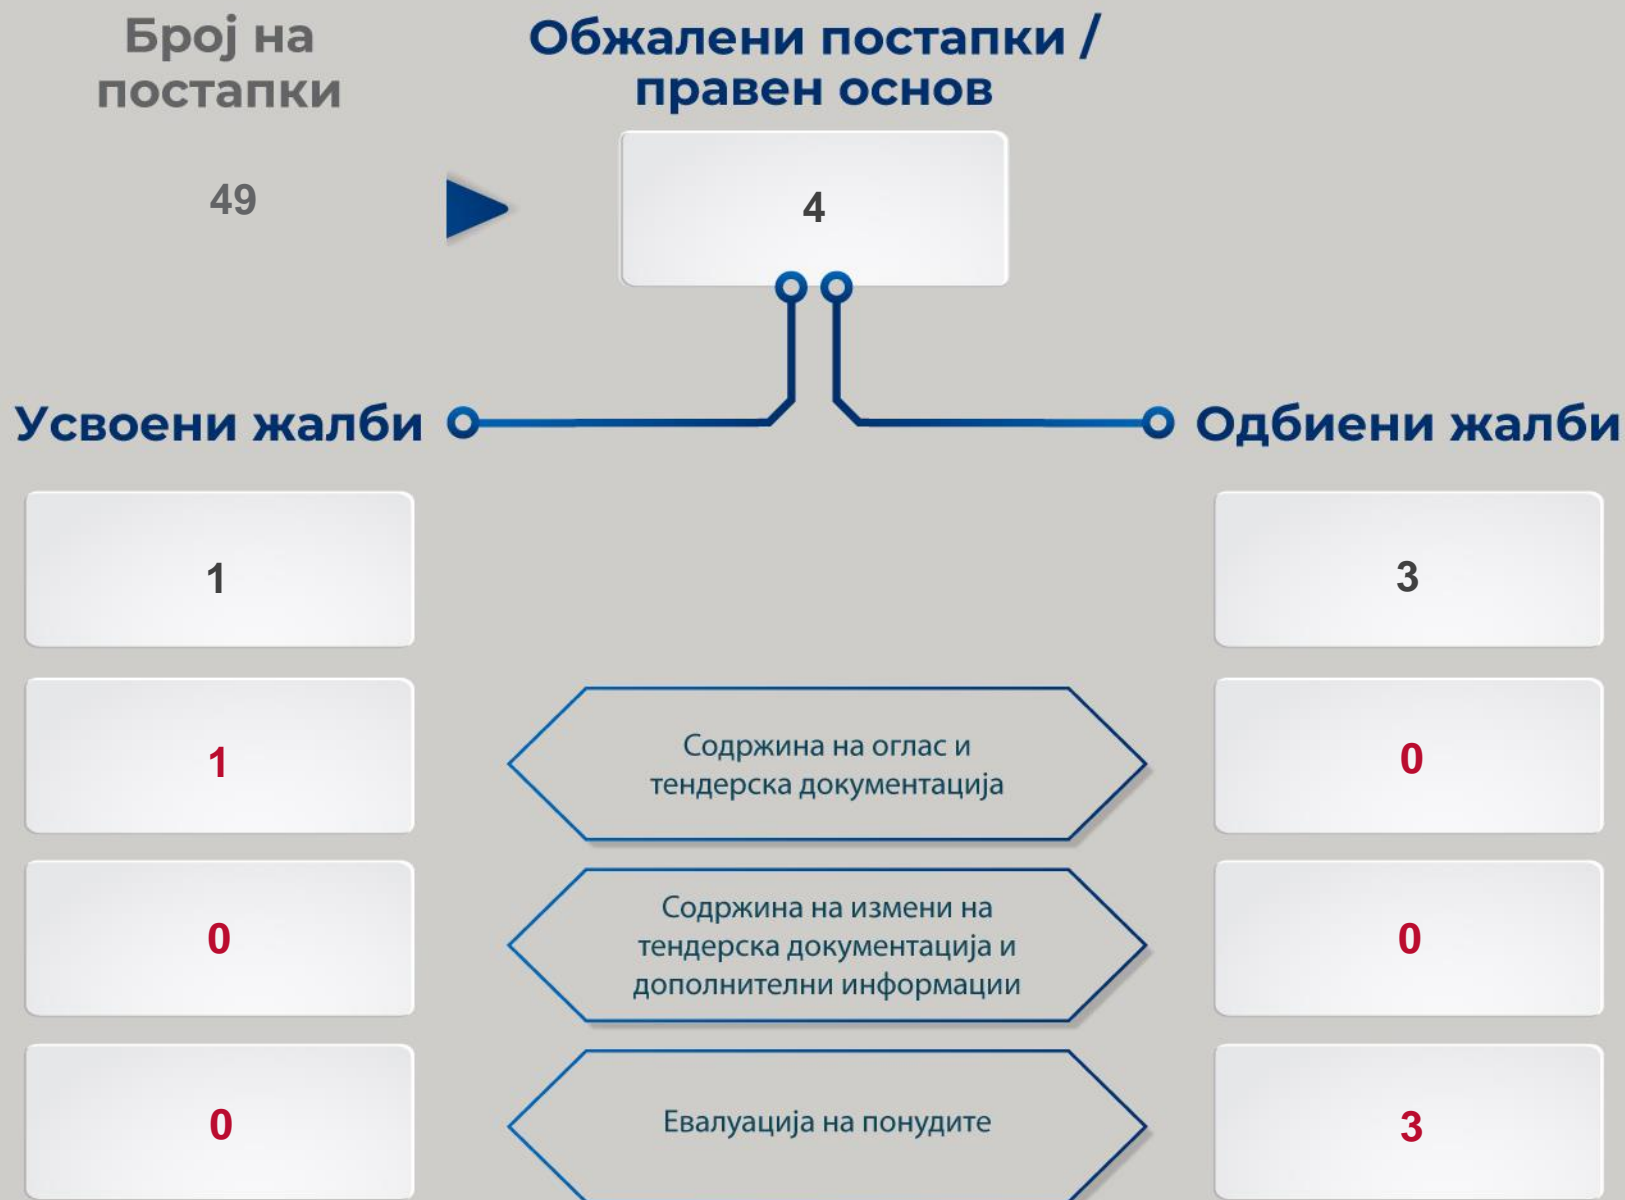 Број на
постапки
Обжалени постапки /
правен основ
49
4
Усвоени жалби
Одбиени жалби
1
3
1
Содржина на оглас и
тендерска документација
0
0
Содржина на измени на
тендерска документација и
дополнителни информации
0
0
Евалуација на понудите
3